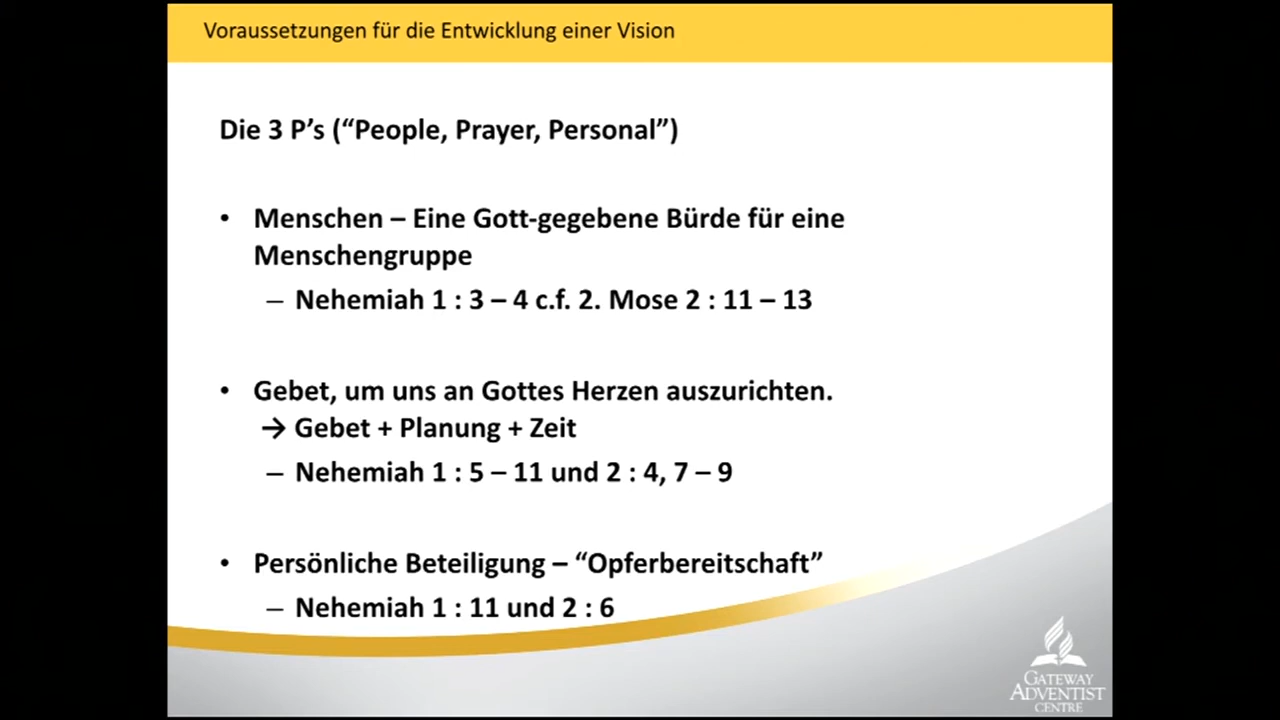 Voraussetzungen für die Entwicklung einer Vision
Die 3 P’s (“People, Prayer, Personal”)
• Menschen – Eine Gott-gegebene Bürde für eine
Menschengruppe
– Nehemiah 1 : 3 – 4 c.f. 2. Mose 2 : 11 – 13
• Gebet, um uns an Gottes Herzen auszurichten.
→ Gebet + Planung + Zeit
– Nehemiah 1 : 5 – 11 und 2 : 4, 7 – 9
• Persönliche Beteiligung – “Opferbereitschaft”
– Nehemiah 1 : 11 und 2 : 6
GATEWAY
ADVENTIST
CENTRE